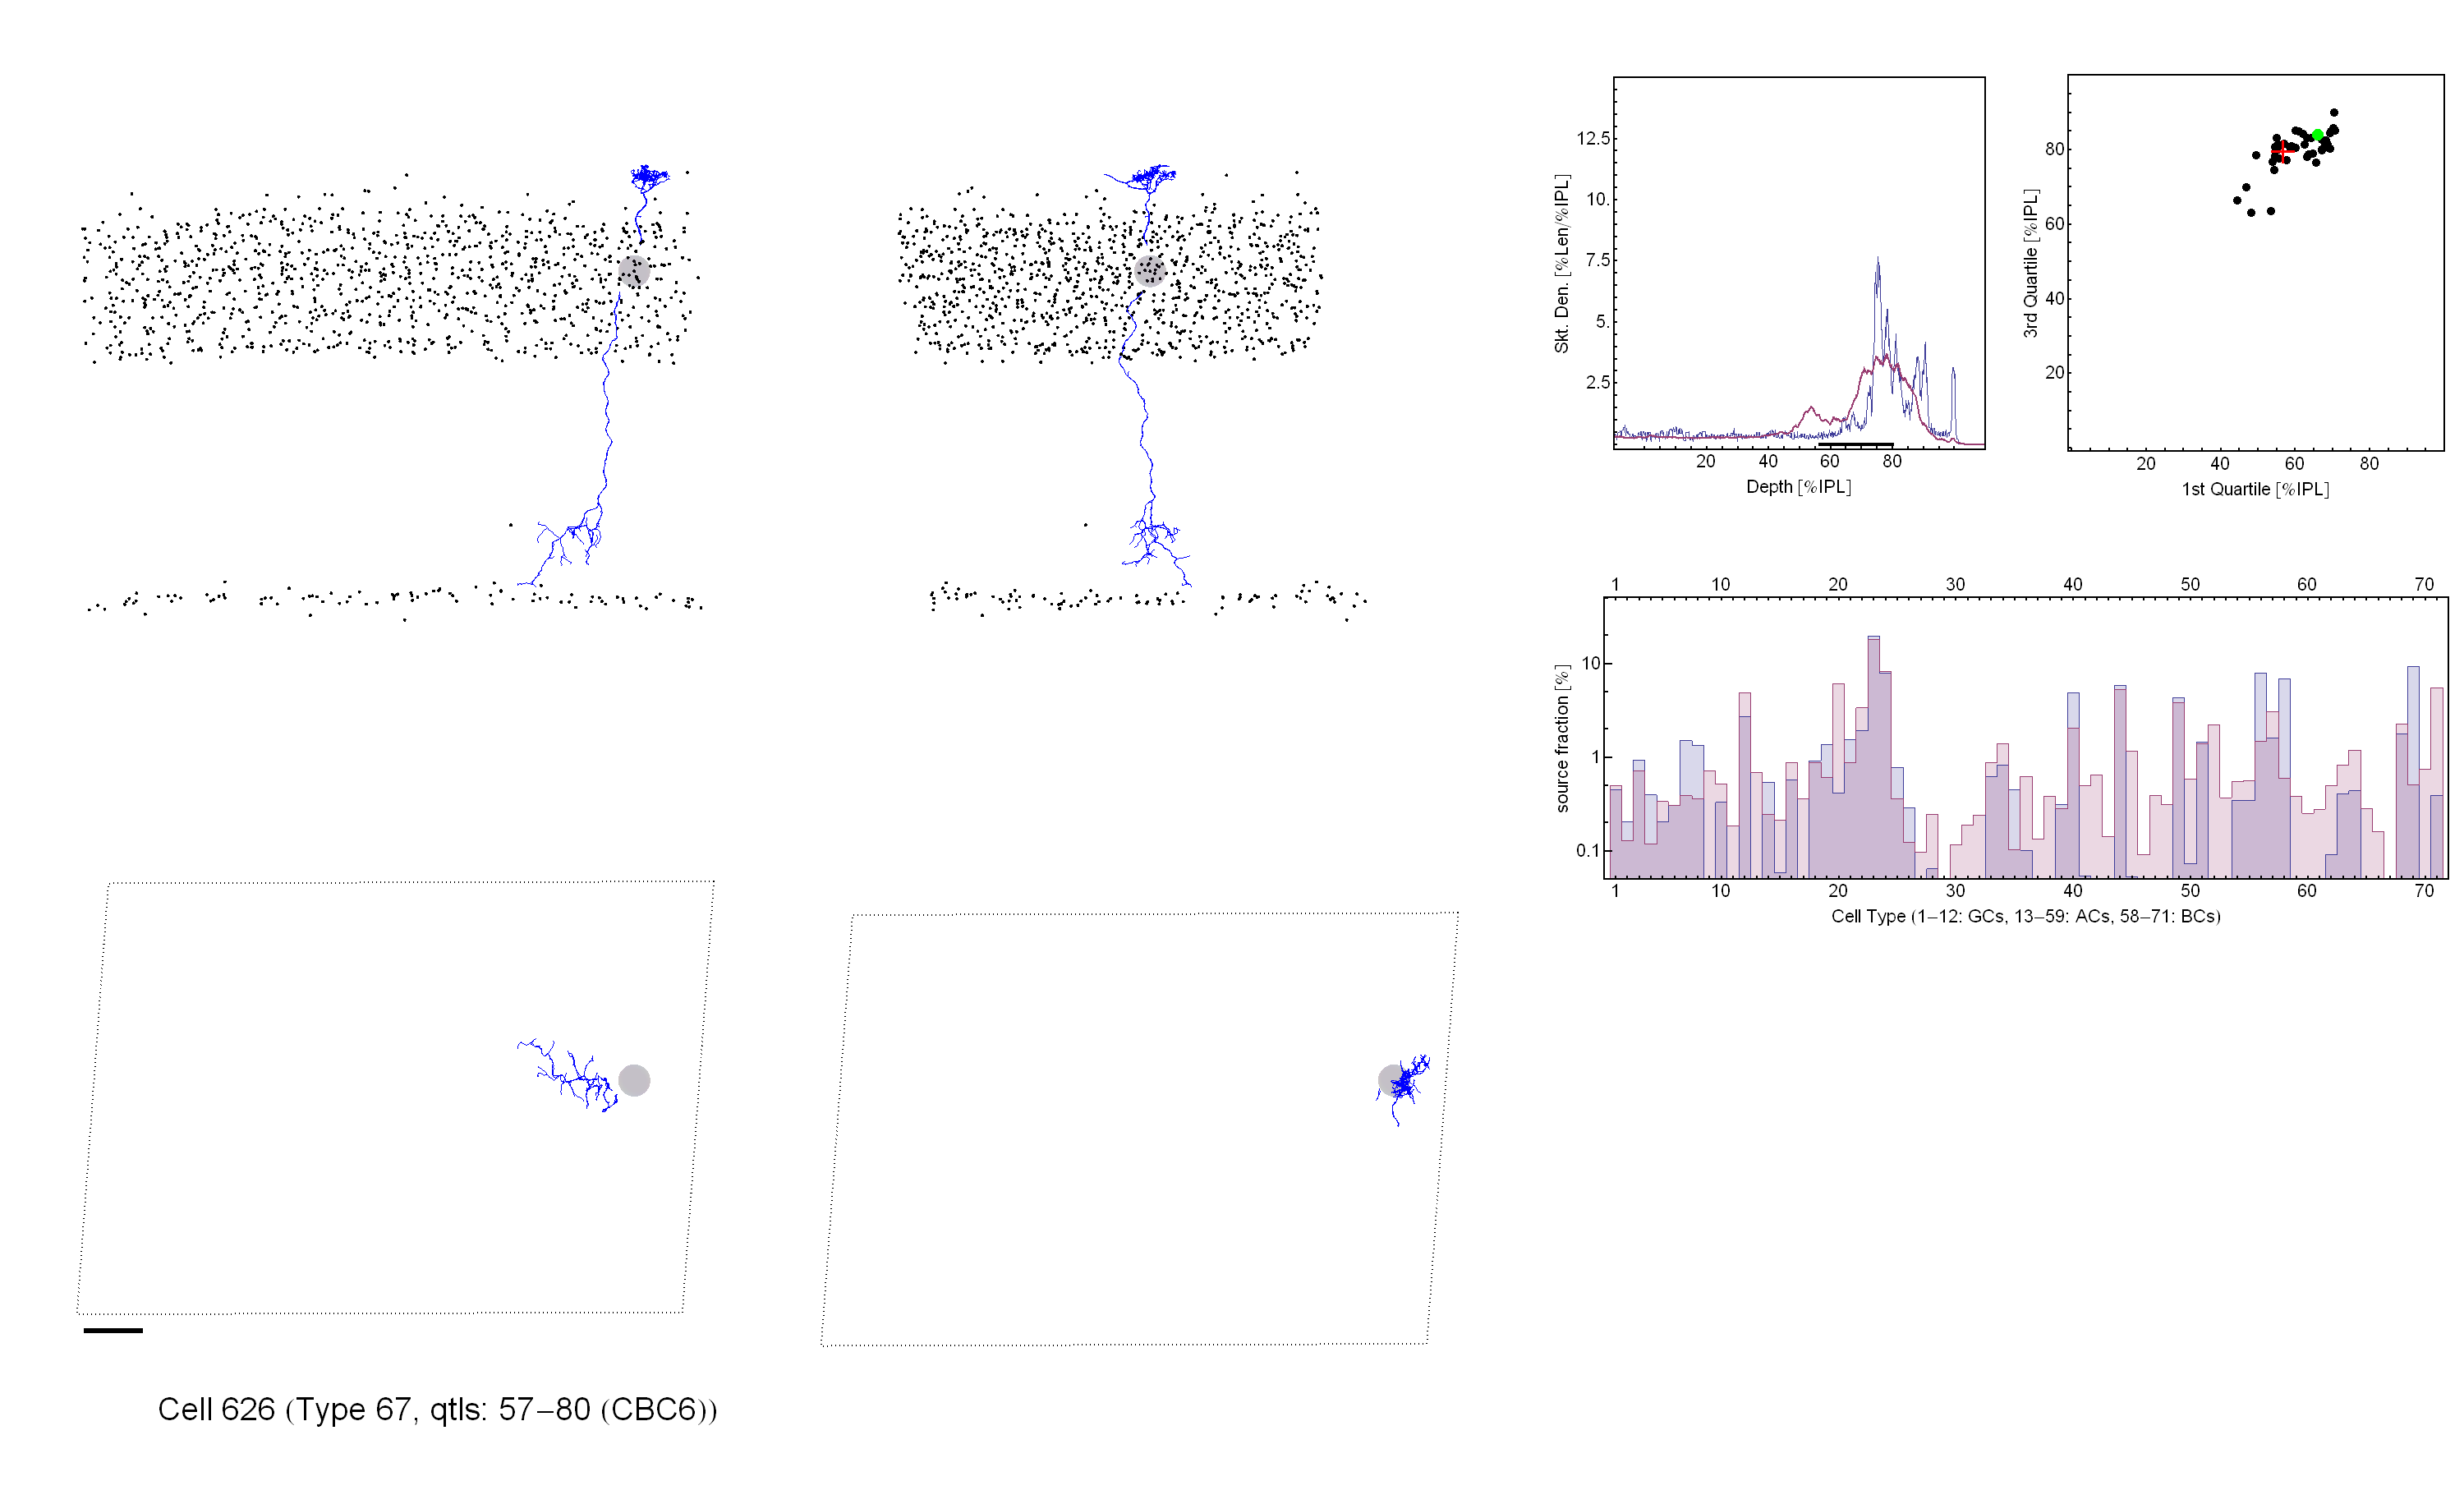 12.5
10.
7.5
5.
2.5
Skt. Den. [%Len/%IPL]
20 40 60 80
Depth [%IPL]
80
60
40
20
3rd Quartile [%IPL]
20 40 60 80
1st Quartile [%IPL]
1 10 20 30 40 50 60 70
10
1
0.1
source fraction [%]
1 10 20 30 40 50 60 70
Cell Type (1–12: GCs, 13–59: ACs, 58–71: BCs)
Cell 626 (Type 67, qtls: 57–80 (CBC6))